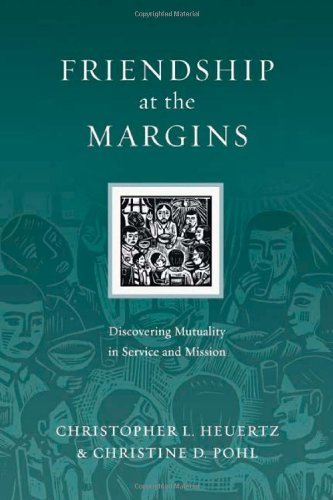 FRIENDSHIP
at the
MARGINS
Discovering Mutuality
in Service and Mission
CHRISTOPHER L. HEUERTZ
& CHRISTINE D. POHL